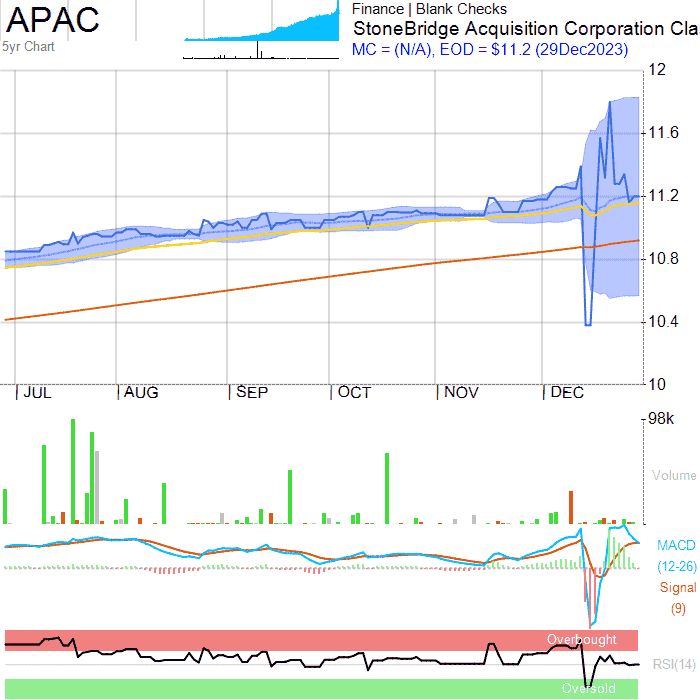 APAC
5yr Chart
Finance | Blank Checks
StoneBridge Acquisition Corporation Cla
MC = (N/A), EOD = $11.2 (29Dec2023)
12
11.6
11.2
10.8
10.4
10
JUL
AUG
SEP
OCT
NOV
DEC
98k
Volume
MACD
(12-26)
Signal
(9)
Overbought
RSI(14)
Oversold